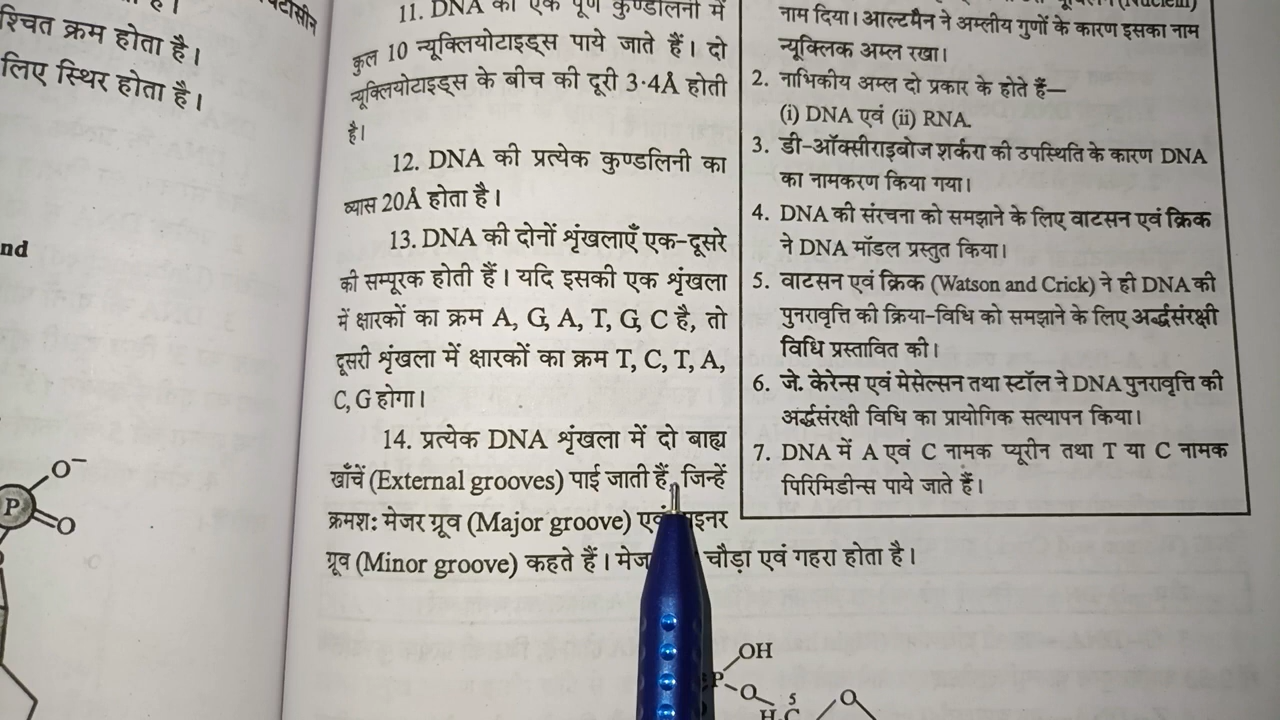 श्चित क्रम होता है।
लिए स्थिर होता है।
nd
O⁻
P
O
11. DNA की एक पूर्ण कुण्डलिनी में
कुल 10 न्यूक्लियोटाइड्स पाये जाते हैं। दो
न्यूक्लियोटाइड्स के बीच की दूरी 3·4Å होती
है।
12. DNA की प्रत्येक कुण्डलिनी का
व्यास 20Å होता है।
13. DNA की दोनों शृंखलाएँ एक-दूसरे
की सम्पूरक होती हैं। यदि इसकी एक शृंखला
में क्षारकों का क्रम A, G, A, T, G, C है, तो
दूसरी शृंखला में क्षारकों का क्रम T, C, T, A,
C, G होगा।
14. प्रत्येक DNA शृंखला में दो बाह्य
खाँचें (External grooves) पाई जाती हैं, जिन्हें
क्रमश: मेजर ग्रूव (Major groove) एवं
ग्रूव (Minor groove) कहते हैं। चौड़ा एवं गहरा होता है।
नाम दिया। आल्टमैन ने अम्लीय गुणों के कारण इसका नाम
न्यूक्लिक अम्ल रखा।
2. नाभिकीय अम्ल दो प्रकार के होते हैं—
(i) DNA एवं (ii) RNA.
3. डी-ऑक्सीराइबोज शर्करा की उपस्थिति के कारण DNA
का नामकरण किया गया।
4. DNA की संरचना को समझाने के लिए वाटसन एवं क्रिक
ने DNA मॉडल प्रस्तुत किया।
5. वाटसन एवं क्रिक (Watson and Crick) ने ही DNA की
पुनरावृत्ति की क्रिया-विधि को समझाने के लिए अर्द्धसंरक्षी
विधि प्रस्तावित की।
6. जे. केरेन्स एवं मेसेल्सन तथा स्टॉल ने DNA पुनरावृत्ति की
अर्द्धसंरक्षी विधि का प्रायोगिक सत्यापन किया।
7. DNA में A एवं C नामक प्यूरीन तथा T या C नामक
पिरिमिडीन्स पाये जाते हैं।
OH
P
O
5
H C
O